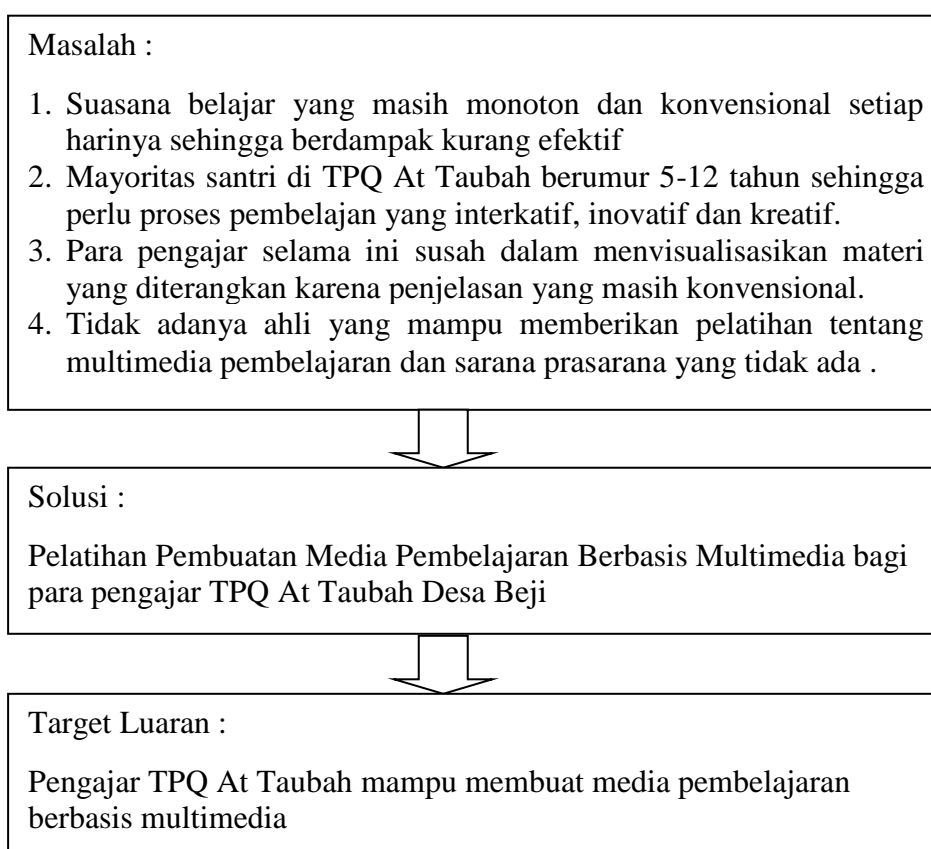 Masalah :
1. Suasana belajar yang masih monoton dan konvensional setiap
harinya sehingga berdampak kurang efektif
2. Mayoritas santri di TPQ At Taubah berumur 5-12 tahun sehingga
perlu proses pembelajan yang interkatif, inovatif dan kreatif.
3. Para pengajar selama ini susah dalam menvisualisasikan materi
yang diterangkan karena penjelasan yang masih konvensional.
4. Tidak adanya ahli yang mampu memberikan pelatihan tentang
multimedia pembelajaran dan sarana prasarana yang tidak ada .
Solusi :
Pelatihan Pembuatan Media Pembelajaran Berbasis Multimedia bagi
para pengajar TPQ At Taubah Desa Beji
Target Luaran :
Pengajar TPQ At Taubah mampu membuat media pembelajaran
berbasis multimedia